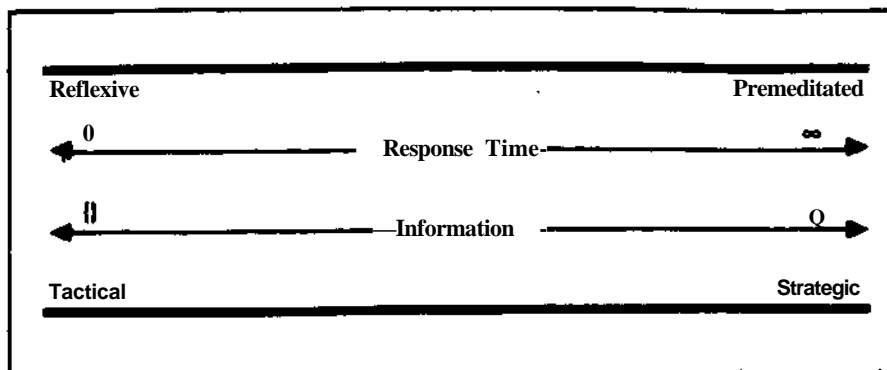 Reflexive Premeditated
0 ∞
Response Time
{} Q
Information
Tactical Strategic